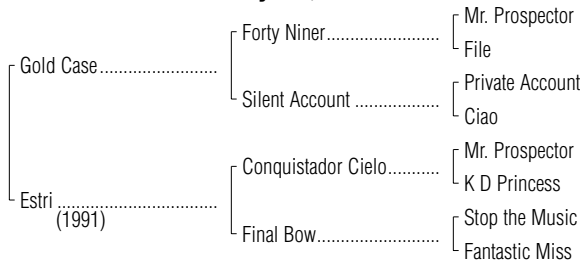 Mr. Prospector
Forty Niner
File
Gold Case
Private Account
Silent Account
Ciao
Mr. Prospector
Conquistador Cielo
K D Princess
Estri
(1991)
Stop the Music
Final Bow
Fantastic Miss